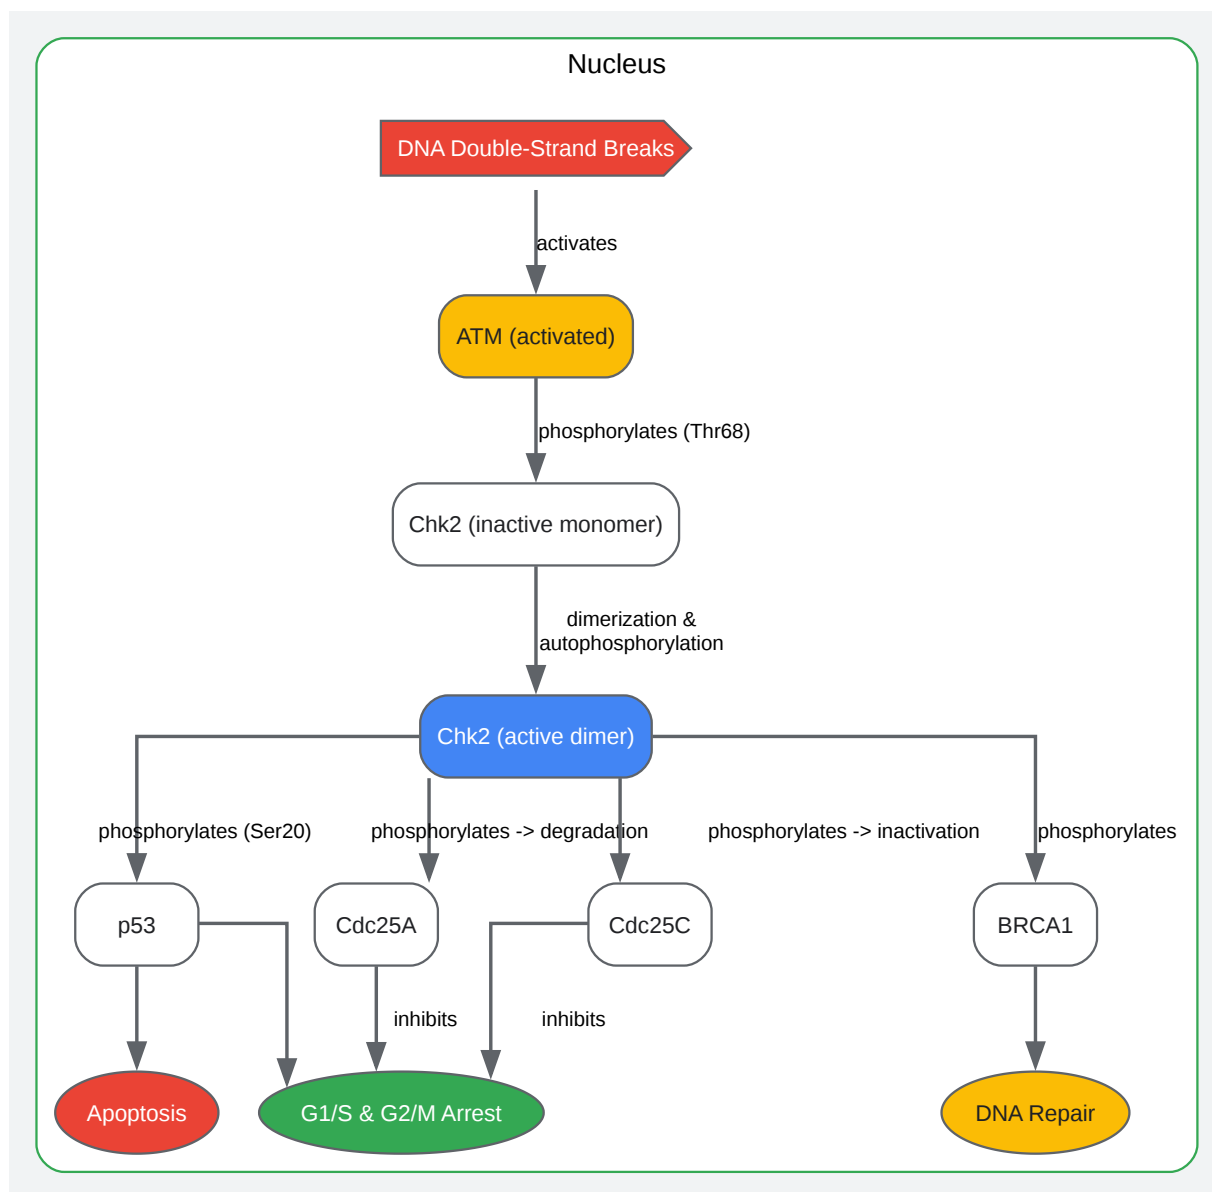 Nucleus
DNA Double-Strand Breaks
activates
ATM (activated)
phosphorylates (Thr68)
Chk2 (inactive monomer)
dimerization &
autophosphorylation
Chk2 (active dimer)
phosphorylates (Ser20)
phosphorylates -> degradation
phosphorylates -> inactivation
phosphorylates
p53
Cdc25A
Cdc25C
BRCA1
inhibits
inhibits
Apoptosis
G1/S & G2/M Arrest
DNA Repair